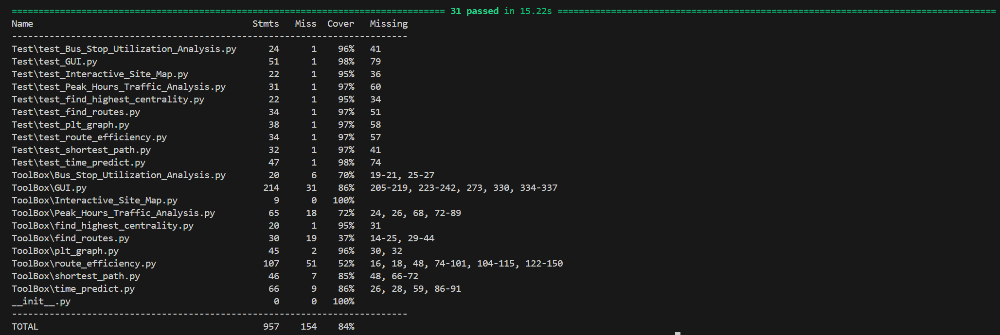 ================================================================================= 31 passed in 15.22s ==================================================================================
Name                                         Stmts   Miss  Cover   Missing
--------------------------------------------------------------------------
Test\test_Bus_Stop_Utilization_Analysis.py      24      1    96%   41
Test\test_GUI.py                                51      1    98%   79
Test\test_Interactive_Site_Map.py               22      1    95%   36
Test\test_Peak_Hours_Traffic_Analysis.py        31      1    97%   60
Test\test_find_highest_centrality.py            22      1    95%   34
Test\test_find_routes.py                        34      1    97%   51
Test\test_plt_graph.py                          38      1    97%   58
Test\test_route_efficiency.py                   34      1    97%   57
Test\test_shortest_path.py                      32      1    97%   41
Test\test_time_predict.py                       47      1    98%   74
ToolBox\Bus_Stop_Utilization_Analysis.py        20      6    70%   19-21, 25-27
ToolBox\GUI.py                                 214     31    86%   205-219, 223-242, 273, 330, 334-337
ToolBox\Interactive_Site_Map.py                  9      0   100%
ToolBox\Peak_Hours_Traffic_Analysis.py          65     18    72%   24, 26, 68, 72-89
ToolBox\find_highest_centrality.py              20      1    95%   31
ToolBox\find_routes.py                          30     19    37%   14-25, 29-44
ToolBox\plt_graph.py                            45      2    96%   30, 32
ToolBox\route_efficiency.py                    107     51    52%   16, 18, 48, 74-101, 104-115, 122-150
ToolBox\shortest_path.py                        46      7    85%   48, 66-72
ToolBox\time_predict.py                         66      9    86%   26, 28, 59, 86-91
__init__.py                                      0      0   100%
--------------------------------------------------------------------------
TOTAL                                          957    154    84%